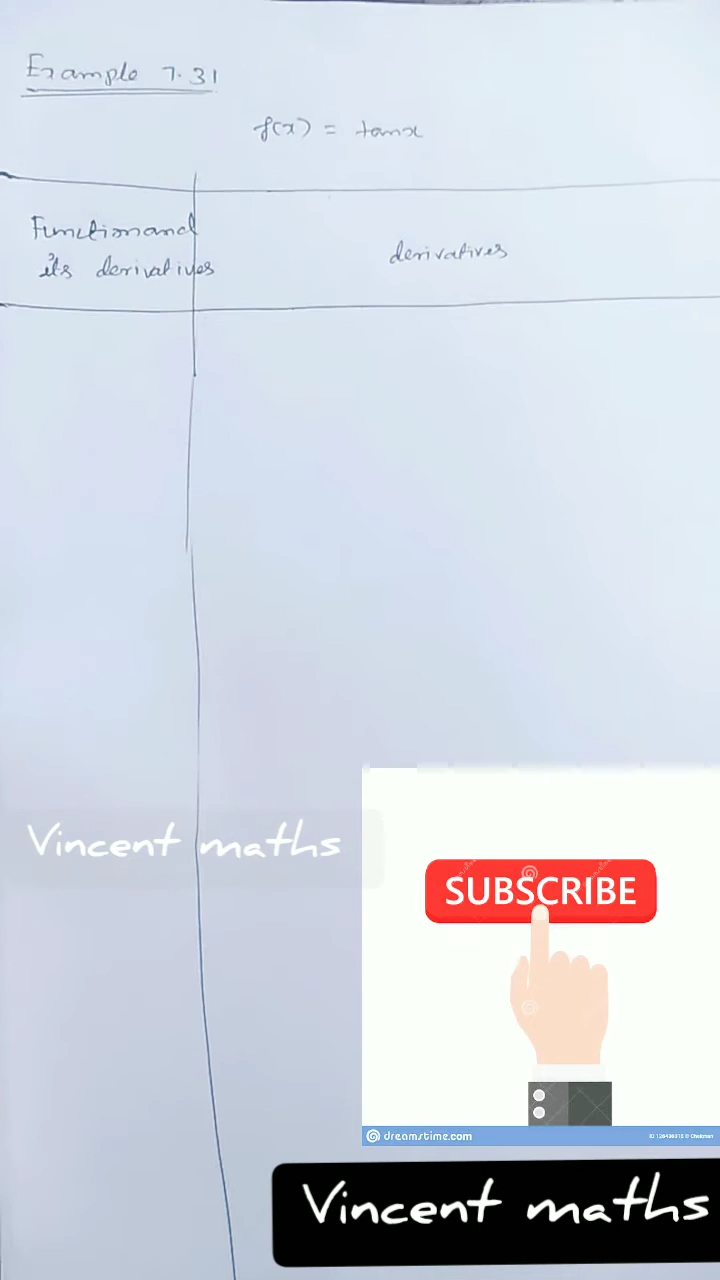 Example 7.31
f(x) = tanx
Function and
its derivatives
derivatives
Vincent maths
SUBSCRIBE
dreamstime.com
Vincent maths